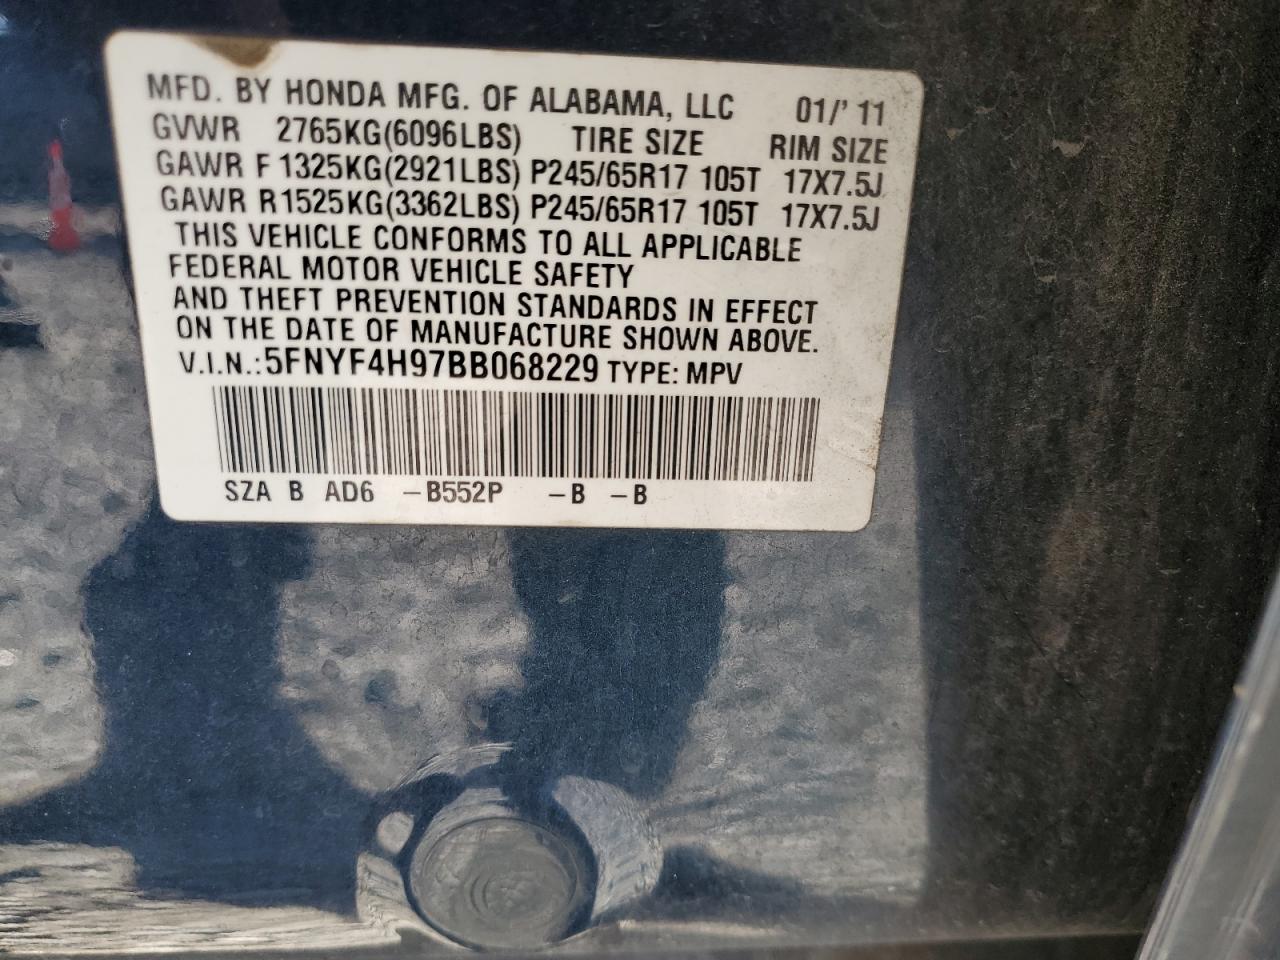 MFD. BY HONDA MFG. OF ALABAMA, LLC 01/' 11
GVWR 2765KG(6096LBS) TIRE SIZE RIM SIZE
GAWR F 1325KG(2921LBS) P245/65R17 105T 17X7.5J
GAWR R 1525KG(3362LBS) P245/65R17 105T 17X7.5J
THIS VEHICLE CONFORMS TO ALL APPLICABLE
FEDERAL MOTOR VEHICLE SAFETY
AND THEFT PREVENTION STANDARDS IN EFFECT
ON THE DATE OF MANUFACTURE SHOWN ABOVE.
V.I.N.:5FNYF4H97BB068229 TYPE: MPV
SZA B AD6 -B552P -B -B